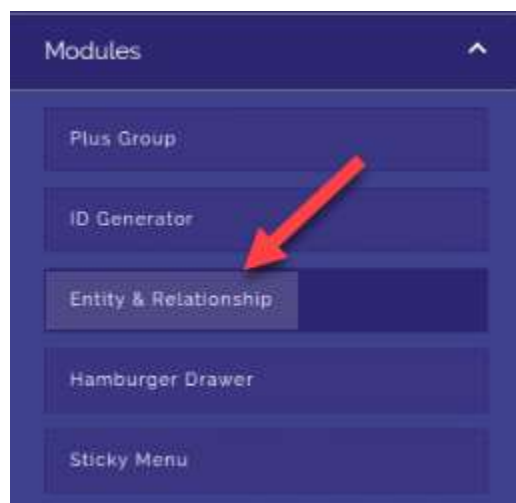 Modules
Plus Group
ID Generator
Entity & Relationship
Hamburger Drawer
Sticky Menu